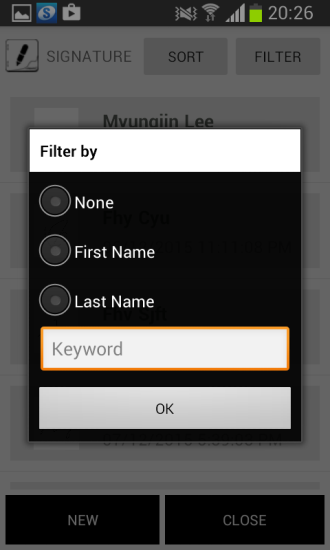 20:26
SIGNATURE SORT FILTER
Myungjin Lee
Filter by
None
First Name
Last Name
Keyword
OK
NEW CLOSE